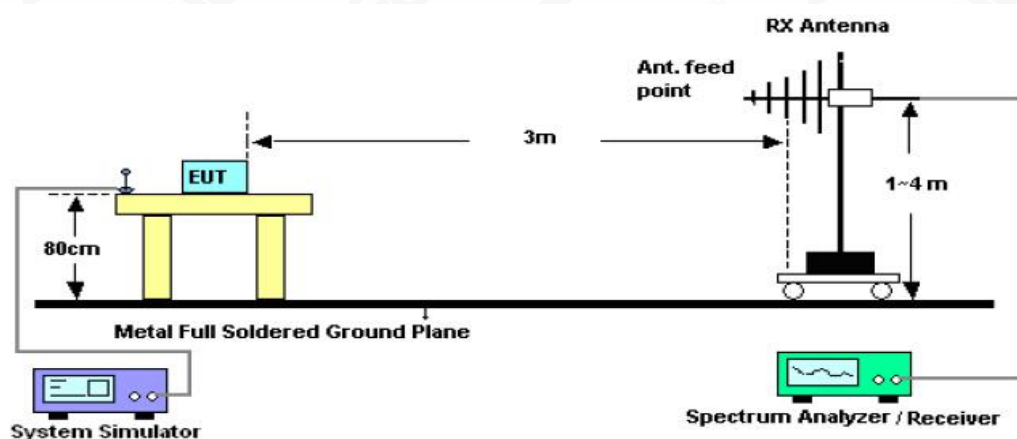 RX Antenna
Ant. feed
point
3m
EUT
1~4 m
80cm
Metal Full Soldered Ground Plane
System Simulator
Spectrum Analyzer / Receiver